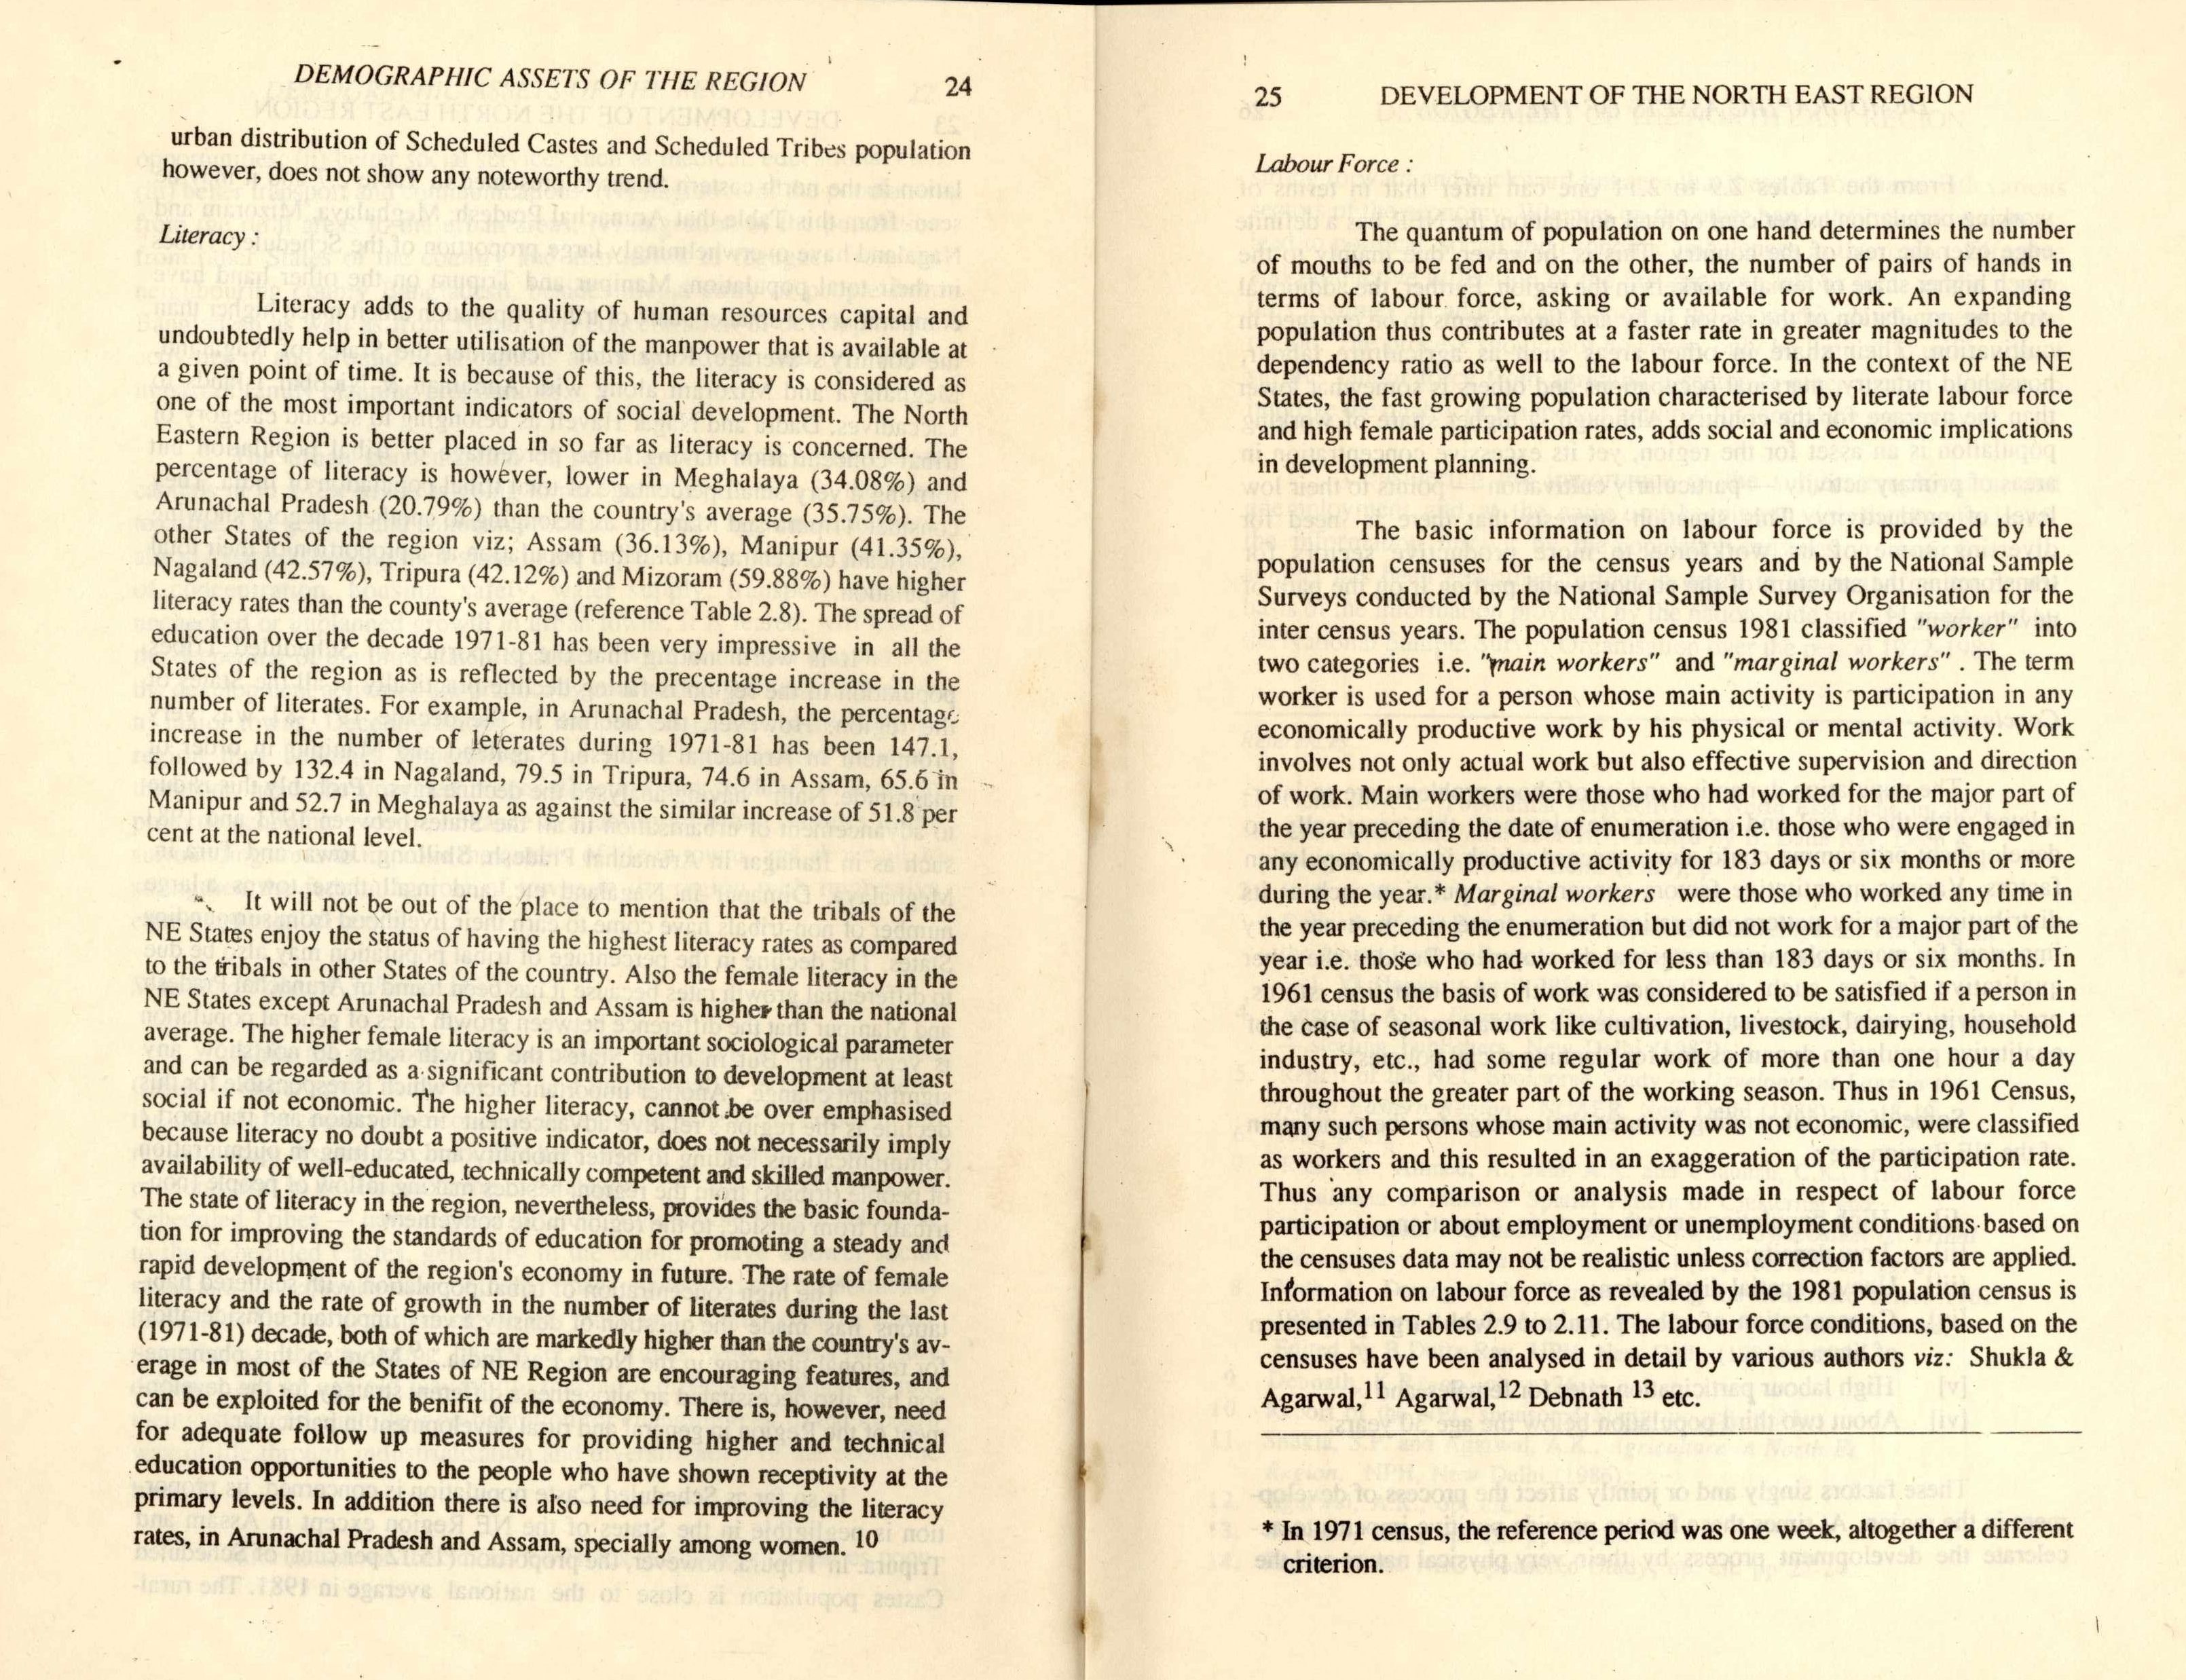 DEMOGRAPHIC ASSETS OF THE REGION 24
urban distribution of Scheduled Castes and Scheduled Tribes population
however, does not show any noteworthy trend.
Literacy :
Literacy adds to the quality of human resources capital and
undoubtedly help in better utilisation of the manpower that is available at
a given point of time. It is because of this, the literacy is considered as
one of the most important indicators of social development. The North
Eastern Region is better placed in so far as literacy is concerned. The
percentage of literacy is however, lower in Meghalaya (34.08%) and
Arunachal Pradesh (20.79%) than the country's average (35.75%). The
other States of the region viz; Assam (36.13%), Manipur (41.35%),
Nagaland (42.57%), Tripura (42.12%) and Mizoram (59.88%) have higher
literacy rates than the county's average (reference Table 2.8). The spread of
education over the decade 1971-81 has been very impressive in all the
States of the region as is reflected by the precentage increase in the
number of literates. For example, in Arunachal Pradesh, the percentage
increase in the number of leterates during 1971-81 has been 147.1,
followed by 132.4 in Nagaland, 79.5 in Tripura, 74.6 in Assam, 65.6 in
Manipur and 52.7 in Meghalaya as against the similar increase of 51.8 per
cent at the national level.
It will not be out of the place to mention that the tribals of the
NE States enjoy the status of having the highest literacy rates as compared
to the tribals in other States of the country. Also the female literacy in the
NE States except Arunachal Pradesh and Assam is higher than the national
average. The higher female literacy is an important sociological parameter
and can be regarded as a significant contribution to development at least
social if not economic. The higher literacy, cannot be over emphasised
because literacy no doubt a positive indicator, does not necessarily imply
availability of well-educated, technically competent and skilled manpower.
The state of literacy in the region, nevertheless, provides the basic founda-
tion for improving the standards of education for promoting a steady and
rapid development of the region's economy in future. The rate of female
literacy and the rate of growth in the number of literates during the last
(1971-81) decade, both of which are markedly higher than the country's av-
erage in most of the States of NE Region are encouraging features, and
can be exploited for the benifit of the economy. There is, however, need
for adequate follow up measures for providing higher and technical
education opportunities to the people who have shown receptivity at the
primary levels. In addition there is also need for improving the literacy
rates, in Arunachal Pradesh and Assam, specially among women. 10
25 DEVELOPMENT OF THE NORTH EAST REGION
Labour Force :
The quantum of population on one hand determines the number
of mouths to be fed and on the other, the number of pairs of hands in
terms of labour force, asking or available for work. An expanding
population thus contributes at a faster rate in greater magnitudes to the
dependency ratio as well to the labour force. In the context of the NE
States, the fast growing population characterised by literate labour force
and high female participation rates, adds social and economic implications
in development planning.
The basic information on labour force is provided by the
population censuses for the census years and by the National Sample
Surveys conducted by the National Sample Survey Organisation for the
inter census years. The population census 1981 classified "worker" into
two categories i.e. "main workers" and "marginal workers" . The term
worker is used for a person whose main activity is participation in any
economically productive work by his physical or mental activity. Work
involves not only actual work but also effective supervision and direction
of work. Main workers were those who had worked for the major part of
the year preceding the date of enumeration i.e. those who were engaged in
any economically productive activity for 183 days or six months or more
during the year.* Marginal workers were those who worked any time in
the year preceding the enumeration but did not work for a major part of the
year i.e. those who had worked for less than 183 days or six months. In
1961 census the basis of work was considered to be satisfied if a person in
the case of seasonal work like cultivation, livestock, dairying, household
industry, etc., had some regular work of more than one hour a day
throughout the greater part of the working season. Thus in 1961 Census,
many such persons whose main activity was not economic, were classified
as workers and this resulted in an exaggeration of the participation rate.
Thus any comparison or analysis made in respect of labour force
participation or about employment or unemployment conditions based on
the censuses data may not be realistic unless correction factors are applied.
Information on labour force as revealed by the 1981 population census is
presented in Tables 2.9 to 2.11. The labour force conditions, based on the
censuses have been analysed in detail by various authors viz: Shukla &
Agarwal,11 Agarwal,12 Debnath 13 etc.
* In 1971 census, the reference period was one week, altogether a different
criterion.